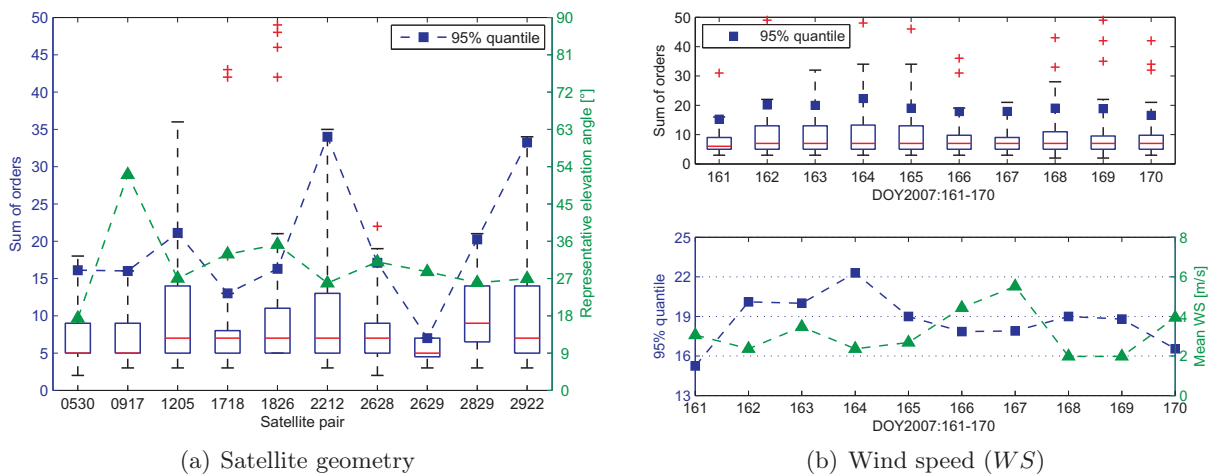 50
45
40
35
30
25
20
15
10
5
0
Sum of orders
95% quantile
90
81
72
63
54
45
36
27
18
9
0
Representative elevation angle [°]
0530 0917 1205 1718 1826 2212 2628 2629 2829 2922
Satellite pair
(a) Satellite geometry
50
40
30
20
10
0
Sum of orders
95% quantile
161 162 163 164 165 166 167 168 169 170
DOY2007:161-170
25
22
19
16
13
95% quantile
8
6
4
2
0
Mean WS [m/s]
161 162 163 164 165 166 167 168 169 170
DOY2007:161-170
(b) Wind speed (WS)